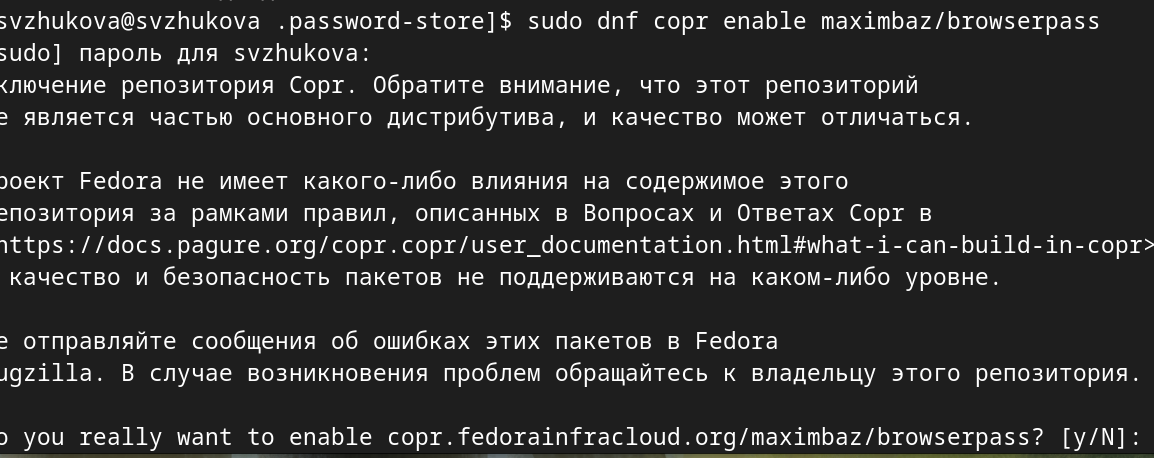 svzhukova@svzhukova .password-store]$ sudo dnf copr enable maximbaz/browserpass
sudo] пароль для svzhukova:
ключение репозитория Copr. Обратите внимание, что этот репозиторий
е является частью основного дистрибутива, и качество может отличаться.
роект Fedora не имеет какого-либо влияния на содержимое этого
епозитория за рамками правил, описанных в Вопросах и Ответах Copr в
https://docs.pagure.org/copr.copr/user_documentation.html#what-i-can-build-in-copr>
качество и безопасность пакетов не поддерживаются на каком-либо уровне.
е отправляйте сообщения об ошибках этих пакетов в Fedora
ugzilla. В случае возникновения проблем обращайтесь к владельцу этого репозитория.
o you really want to enable copr.fedorainfracloud.org/maximbaz/browserpass? [y/N]: